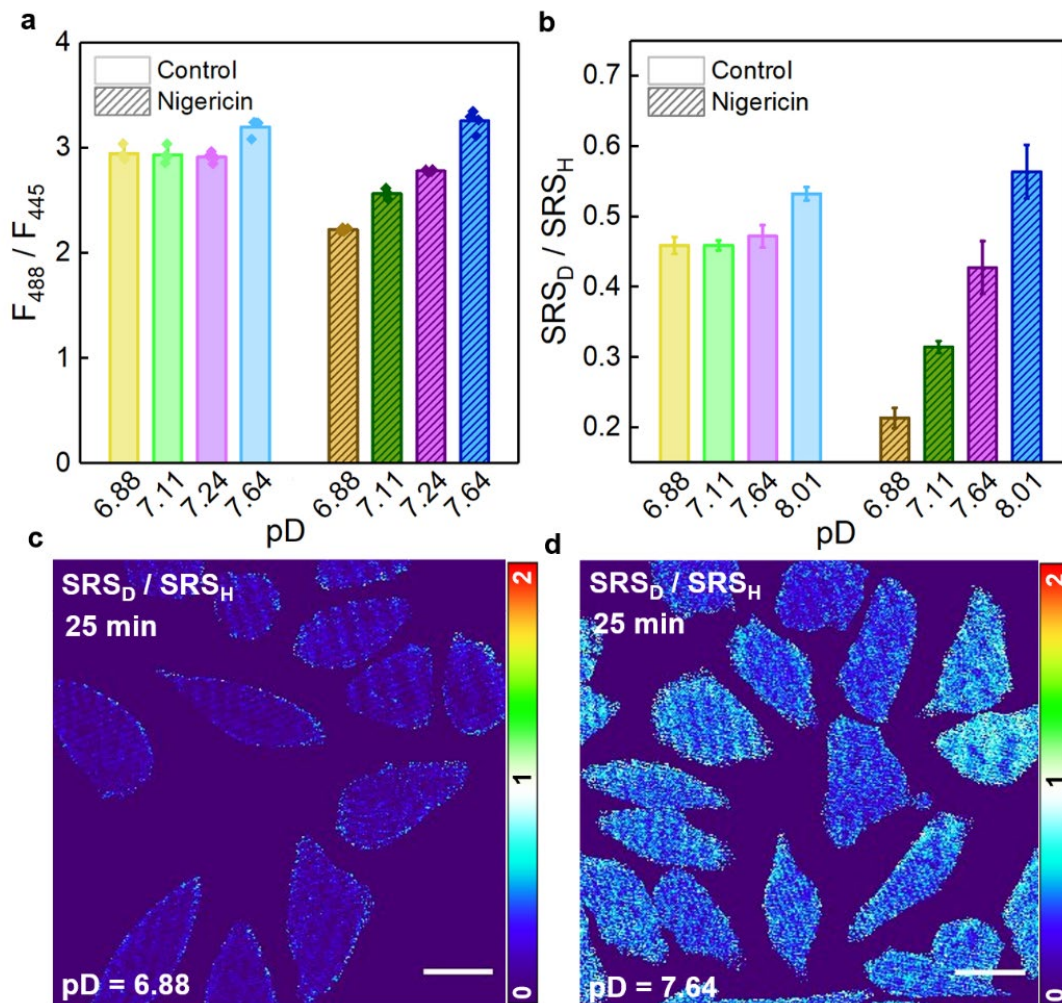 a
4
3
2
1
0
F488 / F445
Control
Nigericin
6.88 7.11 7.24 7.64 6.88 7.11 7.24 7.64
pD
b
0.7
0.6
0.5
0.4
0.3
0.2
SRSD / SRSH
Control
Nigericin
6.88 7.11 7.64 8.01 6.88 7.11 7.64 8.01
pD
c
SRSD / SRSH
25 min
pD = 6.88
2
1
0
d
SRSD / SRSH
25 min
pD = 7.64
2
1
0